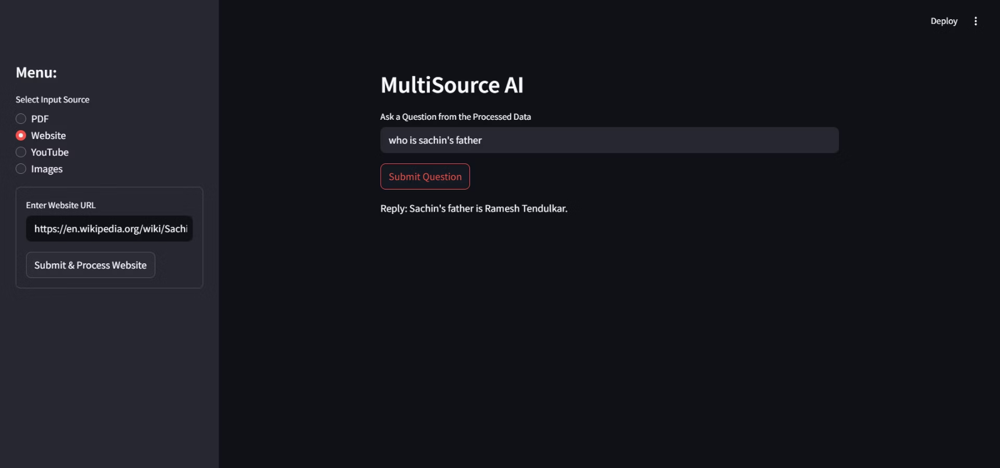 Deploy
Menu:
Select Input Source
PDF
Website
YouTube
Images
Enter Website URL
https://en.wikipedia.org/wiki/Sachi
Submit & Process Website
MultiSource AI
Ask a Question from the Processed Data
who is sachin's father
Submit Question
Reply: Sachin's father is Ramesh Tendulkar.